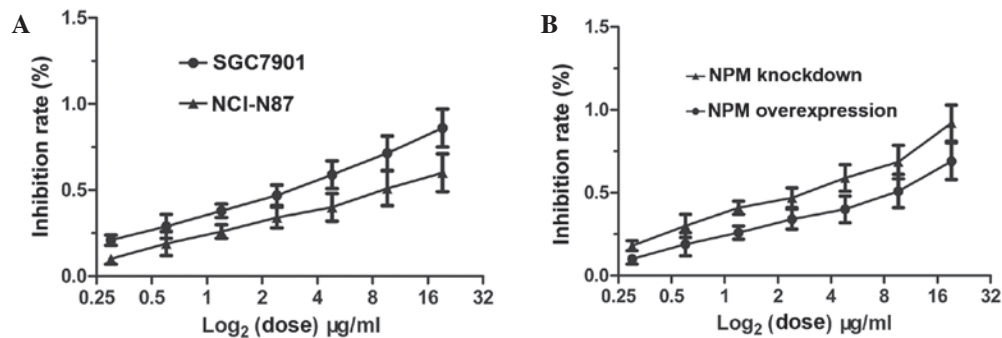 A
Inhibition rate (%)
1.5
1.0
0.5
0.0
SGC7901
NCI-N87
0.25 0.5 1 2 4 8 16 32
Log₂ (dose) µg/ml
B
Inhibition rate (%)
1.5
1.0
0.5
0.0
NPM knockdown
NPM overexpression
0.25 0.5 1 2 4 8 16 32
Log₂ (dose) µg/ml